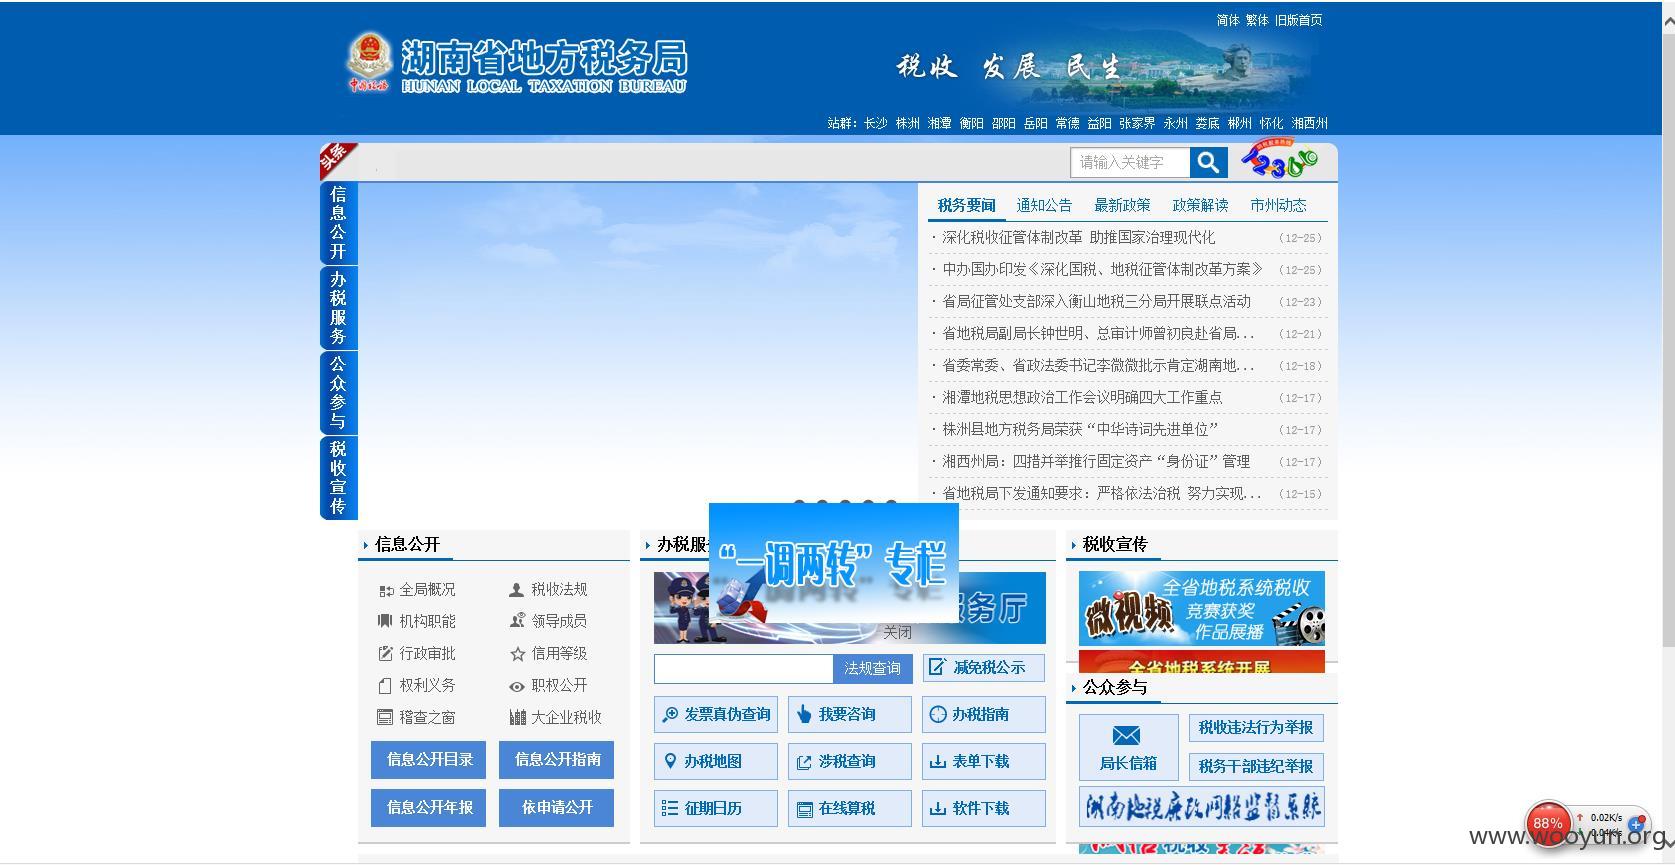 简体 繁体 旧版首页
湖南省地方税务局
HUNAN LOCAL TAXATION BUREAU
中国税务
税收 发展 民生
站群：长沙 株洲 湘潭 衡阳 邵阳 岳阳 常德 益阳 张家界 永州 娄底 郴州 怀化 湘西州
头条
请输入关键字
信息公开
办税服务
公众参与
税收宣传
税务要闻 通知公告 最新政策 政策解读 市州动态
· 深化税收征管体制改革 助推国家治理现代化 （12-25）
· 中办国办印发《深化国税、地税征管体制改革方案》 （12-25）
· 省局征管处支部深入衡山地税三分局开展联点活动 （12-23）
· 省地税局副局长钟世明、总审计师曾初良赴省局... （12-21）
· 省委常委、省政法委书记李微微批示肯定湖南地... （12-18）
· 湘潭地税思想政治工作会议明确四大工作重点 （12-17）
· 株洲县地方税务局荣获“中华诗词先进单位” （12-17）
· 湘西州局：四措并举推行固定资产“身份证”管理 （12-17）
· 省地税局下发通知要求：严格依法治税 努力实现... （12-15）
信息公开
全局概况 税收法规
机构职能 领导成员
行政审批 信用等级
权利义务 职权公开
稽查之窗 大企业税收
信息公开目录 信息公开指南
信息公开年报 依申请公开
办税服
“一调两转”专栏
服务厅
关闭
法规查询 减免税公示
发票真伪查询 我要咨询 办税指南
办税地图 涉税查询 表单下载
征期日历 在线算税 软件下载
税收宣传
微视频
全省地税系统税收
竞赛获奖
作品展播
全省地税系统开展
公众参与
局长信箱
税收违法行为举报
税务干部违纪举报
湖南地税廉政网络监督系统
88%
0.02K/s
0.04K/s
www.wooyun.org